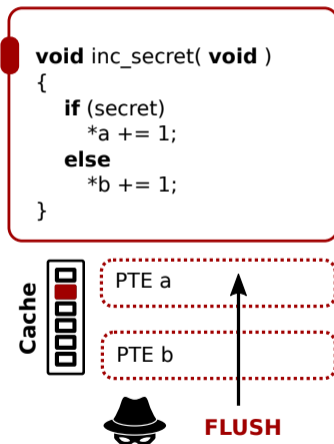 void inc_secret( void )
{
if (secret)
*a += 1;
else
*b += 1;
}
PTE a
Cache
PTE b
FLUSH